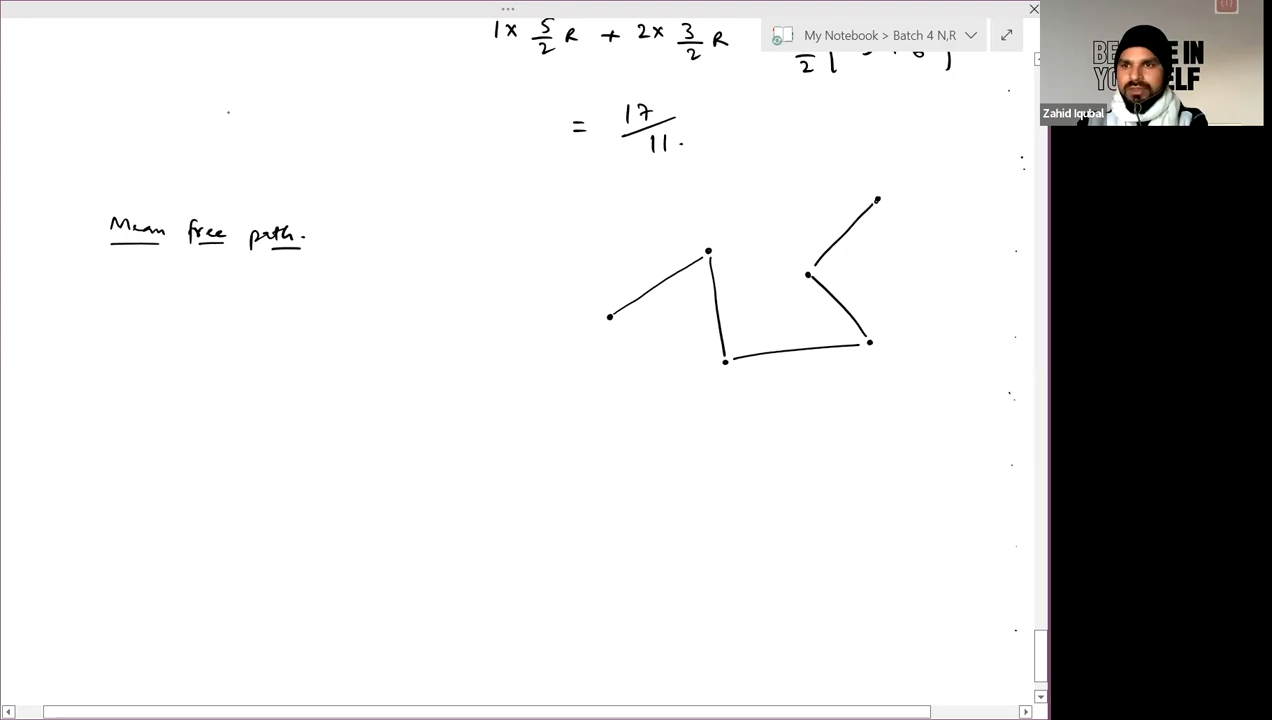 1 x 5/2 R + 2 x 3/2 R
My Notebook > Batch 4 N,R
= 17/11.
Mean free path.
Zahid Iqubal